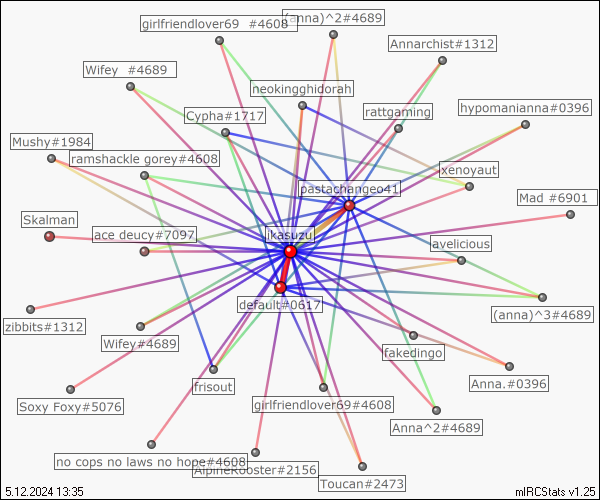 girlfriendlover69 #4608
(anna)^2#4689
Annarchist#1312
Wifey #4689
neokingghidorah
hypomanianna#0396
Cypha#1717
rattgaming
Mushy#1984
ramshackle gorey#4608
xenoyaut
pastachangeo41
Mad #6901
Skalman
ace deucy#7097
ikasuzu
avelicious
default#0617
(anna)^3#4689
zibbits#1312
Wifey#4689
fakedingo
frisout
Anna.#0396
Soxy Foxy#5076
girlfriendlover69#4608
Anna^2#4689
no cops no laws no hope#4608
AlpineRooster#2156
Toucan#2473
5.12.2024 13:35
mIRCStats v1.25